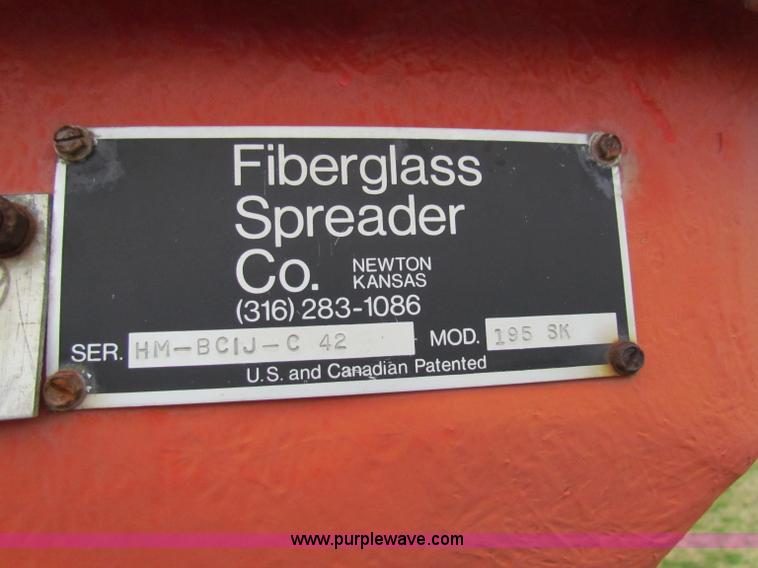 Fiberglass
Spreader
Co. NEWTON
KANSAS
(316) 283-1086
SER. HM-BCIJ-C 42 MOD. 195 SK
U.S. and Canadian Patented
www.purplewave.com